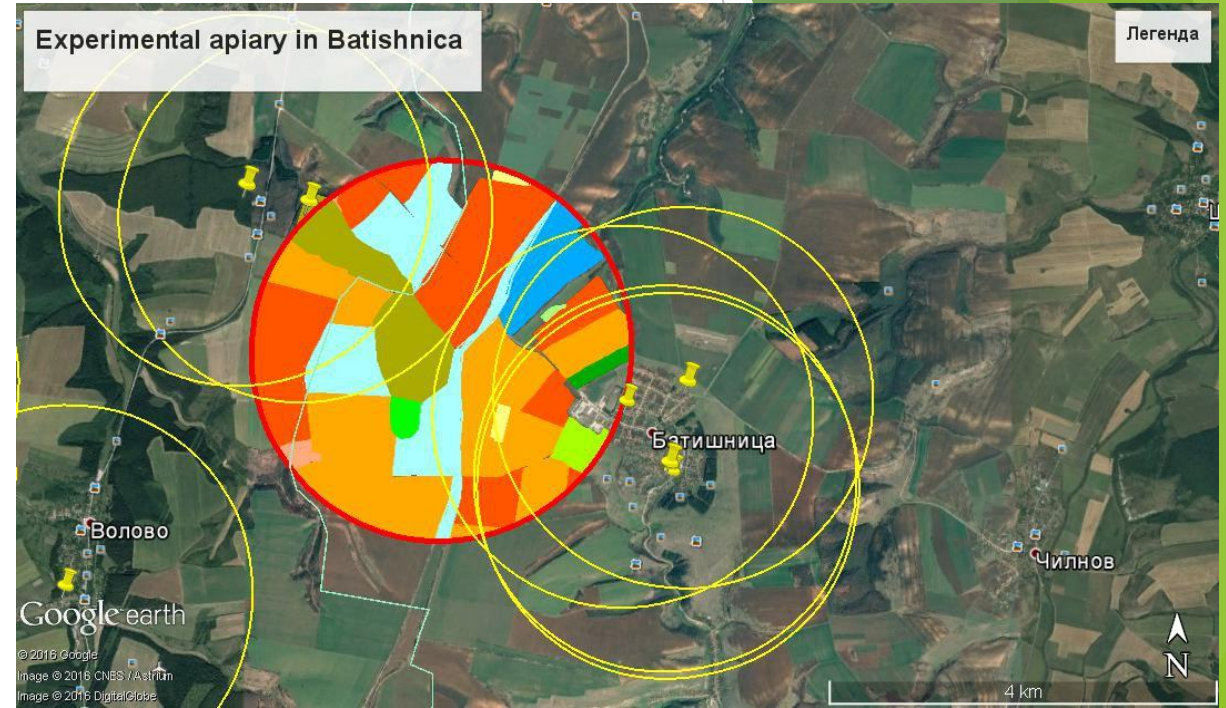 Experimental apiary in Batishnica
Легенда
Батишница
Волово
Чилнов
Google earth
© 2016 Google
Image © 2016 CNES / Astrium
Image © 2016 DigitalGlobe
4 km
N